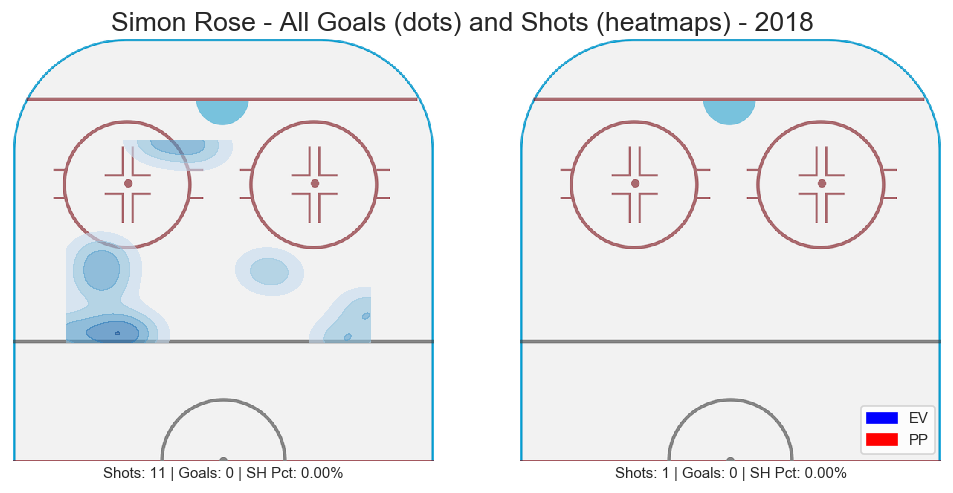 Simon Rose - All Goals (dots) and Shots (heatmaps) - 2018
EV
PP
Shots: 11 | Goals: 0 | SH Pct: 0.00%
Shots: 1 | Goals: 0 | SH Pct: 0.00%